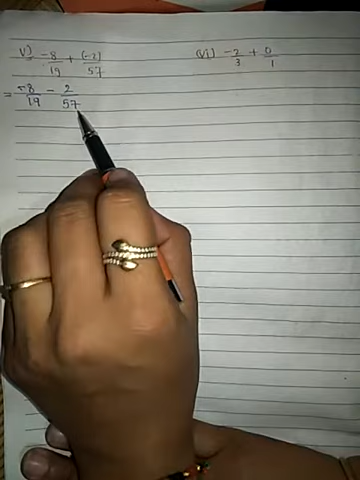 v) -8/19 + (-2)/57
= -8/19 - 2/57
(vi) -2/3 + 0/1